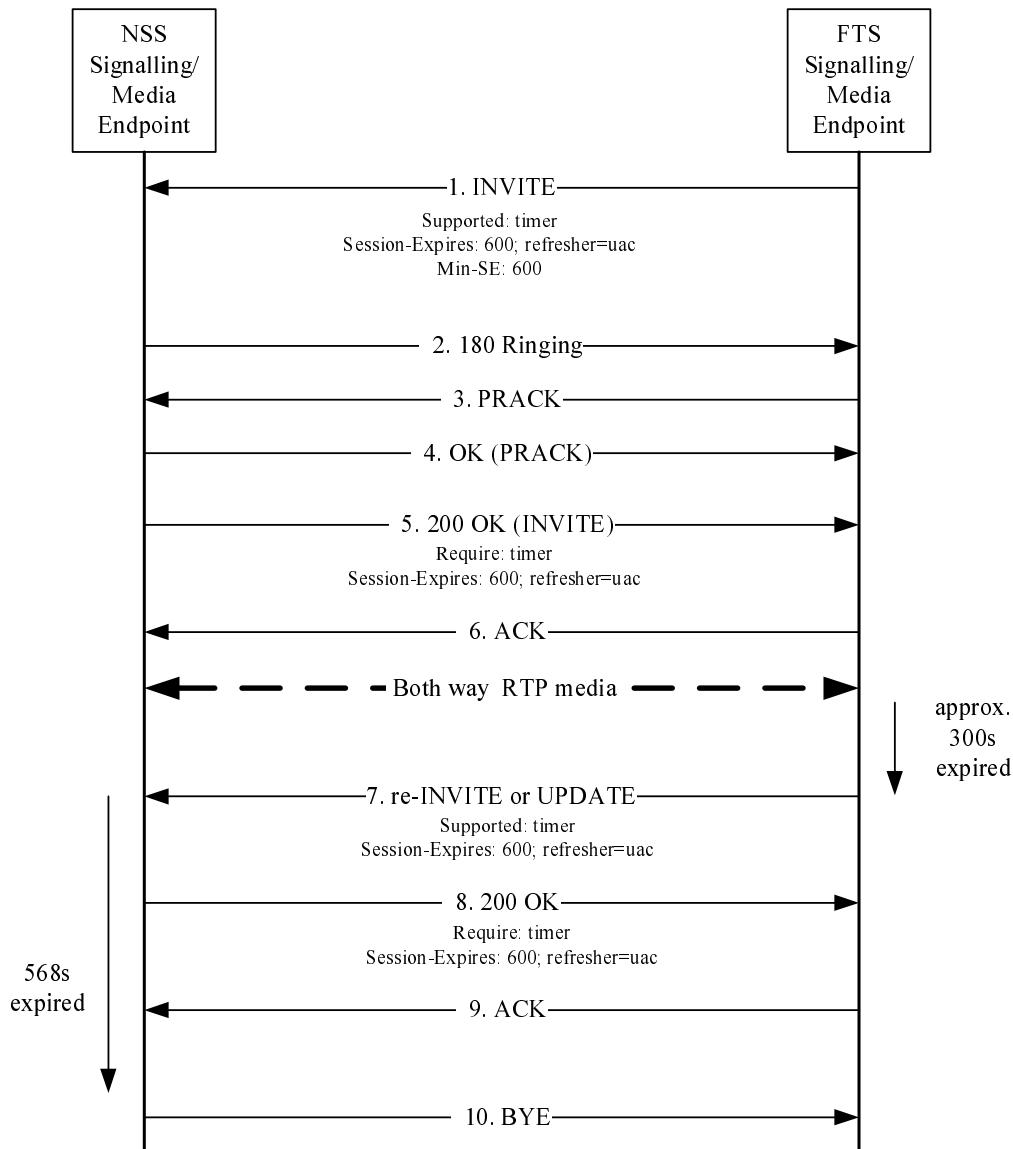 NSS
Signalling/
Media
Endpoint
FTS
Signalling/
Media
Endpoint
1. INVITE
Supported: timer
Session-Expires: 600; refresher=uac
Min-SE: 600
2. 180 Ringing
3. PRACK
4. OK (PRACK)
5. 200 OK (INVITE)
Require: timer
Session-Expires: 600; refresher=uac
6. ACK
Both way RTP media
approx.
300s
expired
7. re-INVITE or UPDATE
Supported: timer
Session-Expires: 600; refresher=uac
8. 200 OK
Require: timer
Session-Expires: 600; refresher=uac
568s
expired
9. ACK
10. BYE